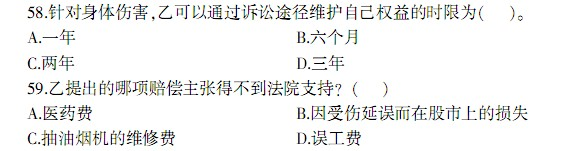 58.针对身体伤害,乙可以通过诉讼途径维护自己权益的时限为(　　)。
A.一年 B.六个月
C.两年 D.三年
59.乙提出的哪项赔偿主张得不到法院支持?(　　)
A.医药费 B.因受伤延误而在股市上的损失
C.抽油烟机的维修费 D.误工费